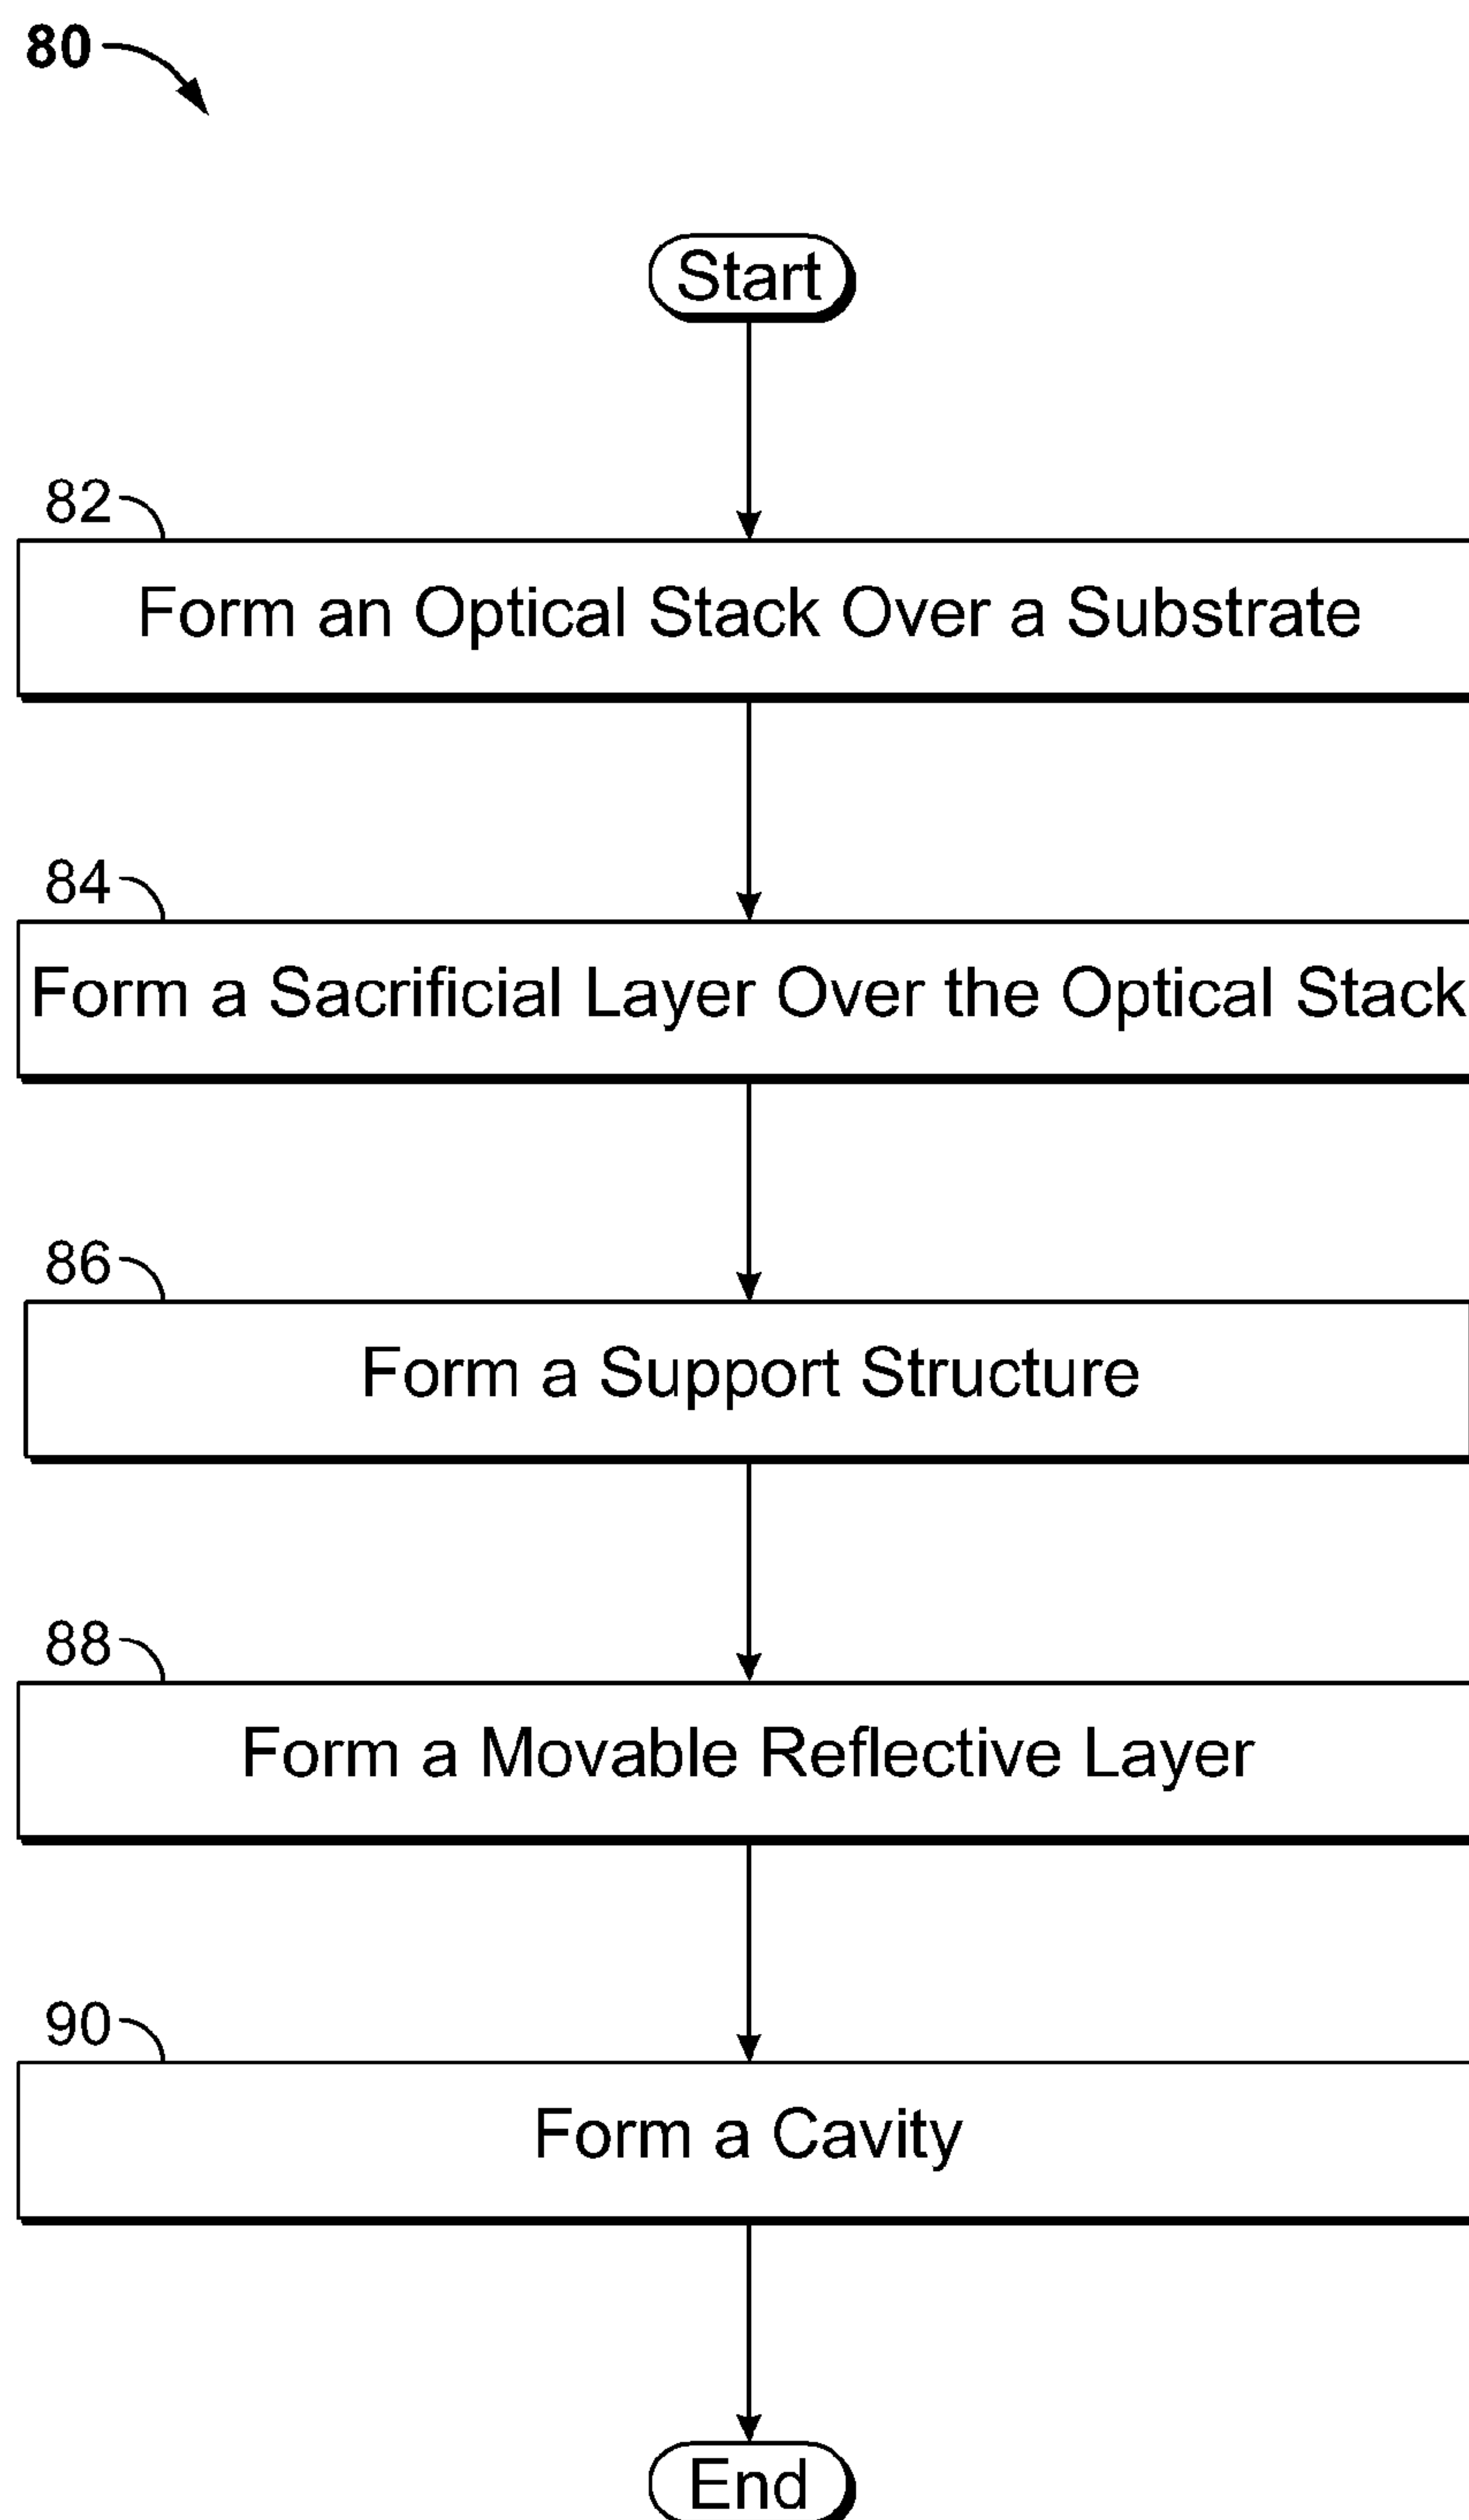 80
Start
82
Form an Optical Stack Over a Substrate
84
Form a Sacrificial Layer Over the Optical Stack
86
Form a Support Structure
88
Form a Movable Reflective Layer
90
Form a Cavity
End